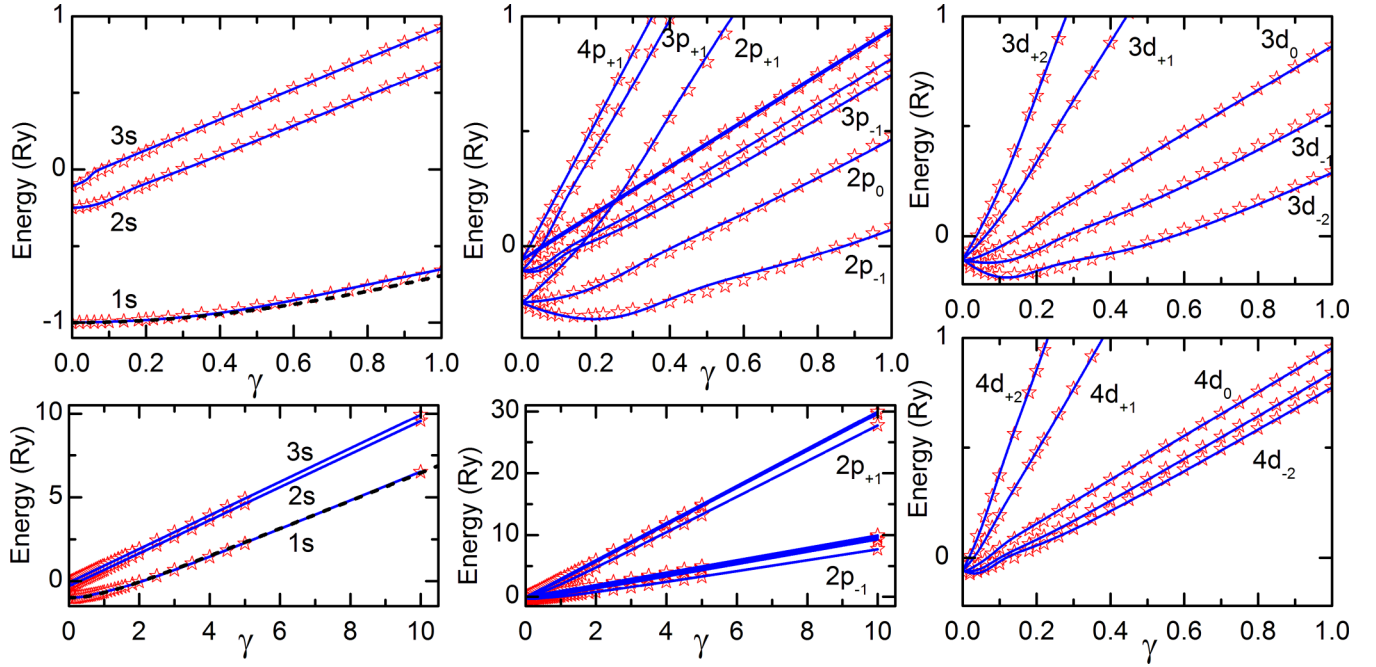 1
0
-1
Energy (Ry)
3s
2s
1s
0.0 0.2 0.4 0.6 0.8 1.0
γ
1
0
Energy (Ry)
4p+1
3p+1
2p+1
3p-1
2p0
2p-1
0.0 0.2 0.4 0.6 0.8 1.0
γ
1
0
Energy (Ry)
3d+2
3d+1
3d0
3d-1
3d-2
0.0 0.2 0.4 0.6 0.8 1.0
γ
10
5
0
Energy (Ry)
3s
2s
1s
0 2 4 6 8 10
γ
30
20
10
0
Energy (Ry)
2p+1
2p-1
0 2 4 6 8 10
γ
1
0
Energy (Ry)
4d+2
4d+1
4d0
4d-2
0.0 0.2 0.4 0.6 0.8 1.0
γ